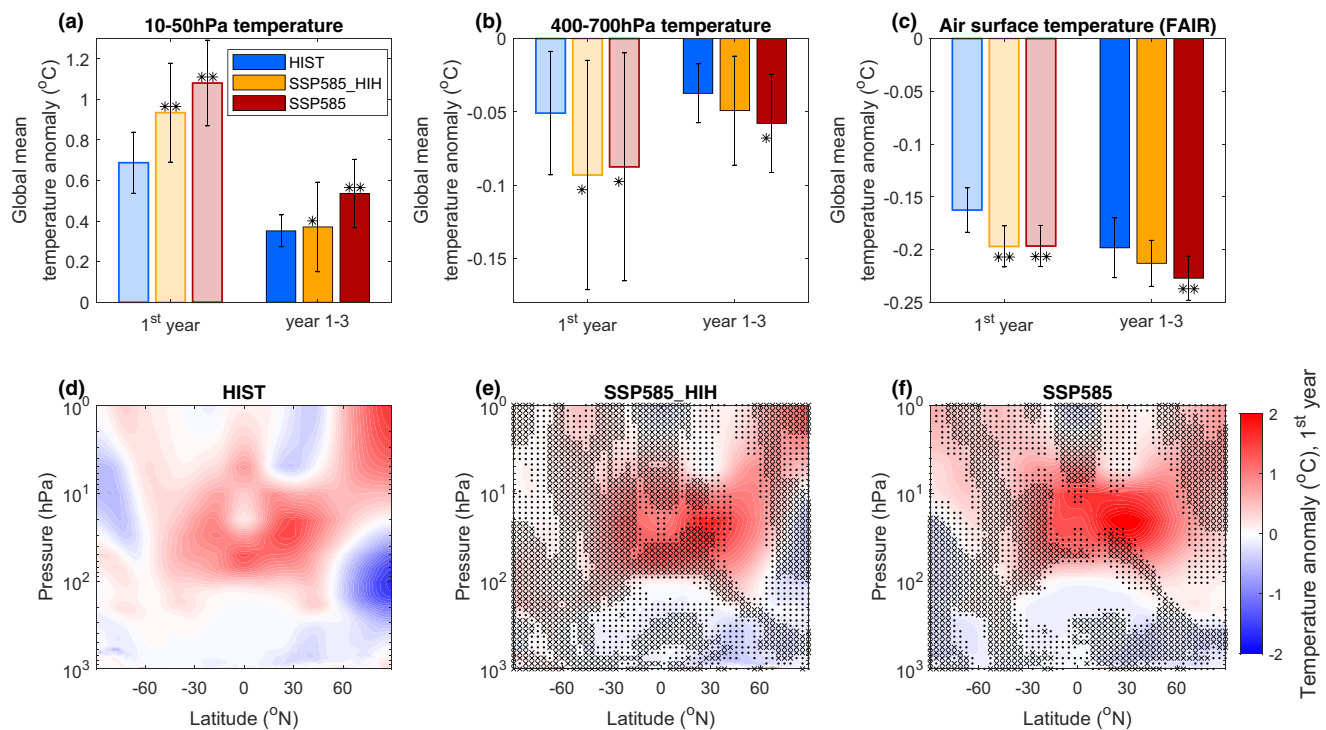 (a) 10-50hPa temperature
Global mean
temperature anomaly (°C)
1.2
1
0.8
0.6
0.4
0.2
0
HIST
SSP585_HIH
SSP585
** ** * **
1st year
year 1-3
(b) 400-700hPa temperature
Global mean
temperature anomaly (°C)
0
-0.05
-0.1
-0.15
* * *
1st year
year 1-3
(c) Air surface temperature (FAIR)
Global mean
temperature anomaly (°C)
0
-0.05
-0.1
-0.15
-0.2
-0.25
** ** **
1st year
year 1-3
(d) HIST
Pressure (hPa)
100
101
102
103
-60 -30 0 30 60
Latitude (°N)
(e) SSP585_HIH
Pressure (hPa)
100
101
102
103
-60 -30 0 30 60
Latitude (°N)
(f) SSP585
Pressure (hPa)
100
101
102
103
-60 -30 0 30 60
Latitude (°N)
2
1
0
-1
-2
Temperature anomaly (°C), 1st year